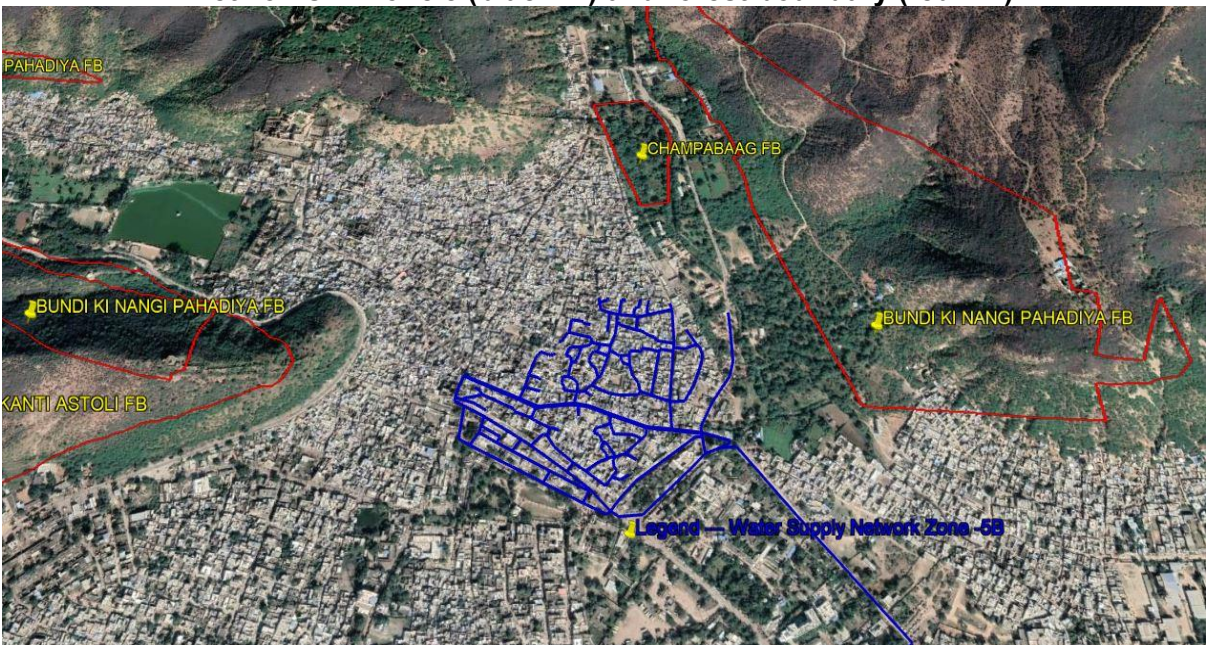 PAHADIYA FB
CHAMPABAAG FB
BUNDI KI NANGI PAHADIYA FB
BUNDI KI NANGI PAHADIYA FB
KANTI ASTOLI FB
Legend — Water Supply Network Zone -5B